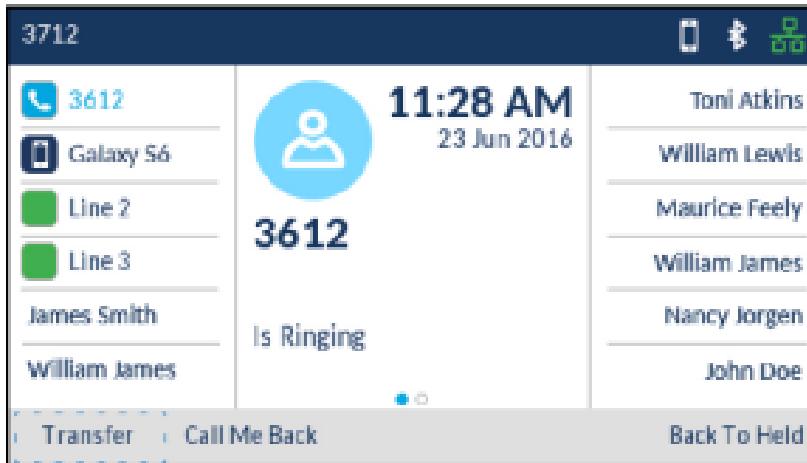 3712
3612
Galaxy S6
Line 2
Line 3
James Smith
William James
11:28 AM
23 Jun 2016
3612
Is Ringing
Toni Atkins
William Lewis
Maurice Feely
William James
Nancy Jorgen
John Doe
Transfer Call Me Back Back To Held